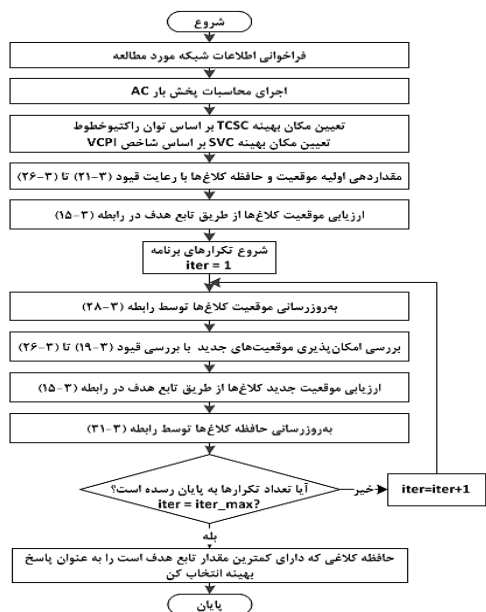 شروع
فراخوانی اطلاعات شبکه مورد مطالعه
اجرای محاسبات پخش بار AC
تعیین مکان بهینه TCSC بر اساس توان راکتیوخطوط
تعیین مکان بهینه SVC بر اساس شاخص VCPI
مقداردهی اولیه موقعیت و حافظه کلاغ‌ها با رعایت قیود (۳-۲۱) تا (۳-۲۶)
ارزیابی موقعیت کلاغ‌ها از طریق تابع هدف در رابطه (۳-۱۵)
شروع تکرارهای برنامه
iter = 1
به‌روزرسانی موقعیت کلاغ‌ها توسط رابطه (۳-۲۸)
بررسی امکان‌پذیری موقعیت‌های جدید با بررسی قیود (۳-۱۹) تا (۳-۲۶)
ارزیابی موقعیت جدید کلاغ‌ها از طریق تابع هدف در رابطه (۳-۱۵)
به‌روزرسانی حافظه کلاغ‌ها توسط رابطه (۳-۳۱)
آیا تعداد تکرارها به پایان رسده است؟
iter = iter_max?
خیر
iter=iter+1
بله
حافظه کلاغی که دارای کمترین مقدار تابع هدف است را به عنوان پاسخ
بهینه انتخاب کن
پایان